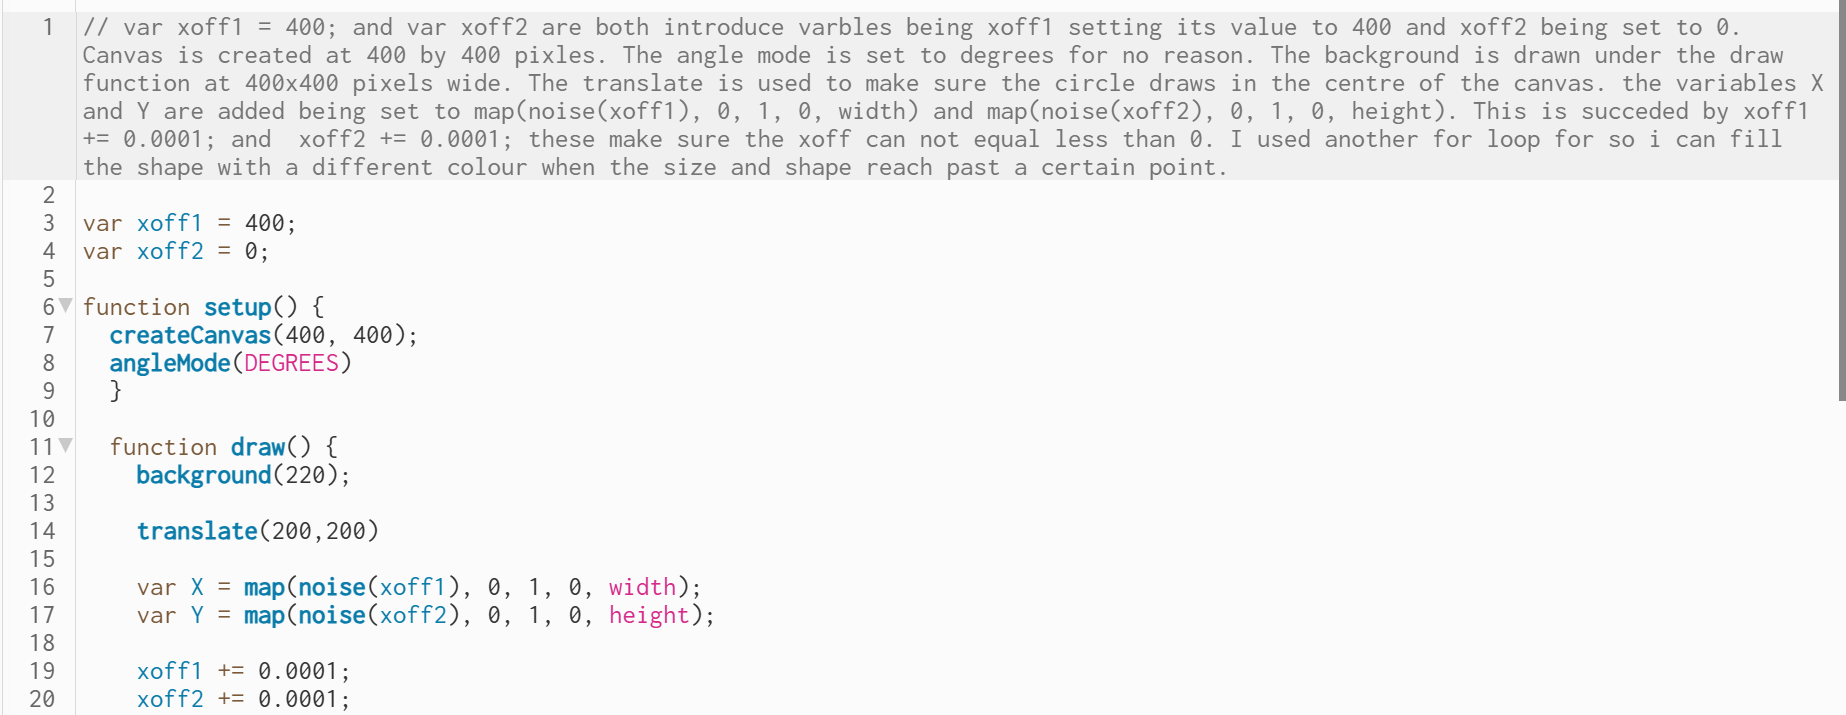 1 // var xoff1 = 400; and var xoff2 are both introduce varbles being xoff1 setting its value to 400 and xoff2 being set to 0.
Canvas is created at 400 by 400 pixles. The angle mode is set to degrees for no reason. The background is drawn under the draw
function at 400x400 pixels wide. The translate is used to make sure the circle draws in the centre of the canvas. the variables X
and Y are added being set to map(noise(xoff1), 0, 1, 0, width) and map(noise(xoff2), 0, 1, 0, height). This is succeded by xoff1
+= 0.0001; and  xoff2 += 0.0001; these make sure the xoff can not equal less than 0. I used another for loop for so i can fill
the shape with a different colour when the size and shape reach past a certain point.
2
3 var xoff1 = 400;
4 var xoff2 = 0;
5
6 function setup() {
7   createCanvas(400, 400);
8   angleMode(DEGREES)
9   }
10
11   function draw() {
12     background(220);
13
14     translate(200,200)
15
16     var X = map(noise(xoff1), 0, 1, 0, width);
17     var Y = map(noise(xoff2), 0, 1, 0, height);
18
19     xoff1 += 0.0001;
20     xoff2 += 0.0001;